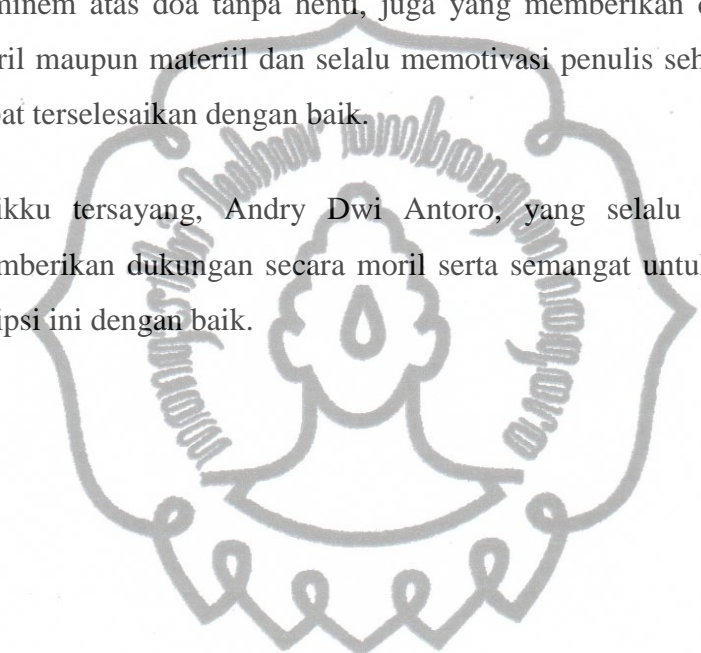 minem atas doa tanpa henti, juga yang memberikan
ril maupun materiil dan selalu memotivasi penulis seh
at terselesaikan dengan baik.
ikku tersayang, Andry Dwi Antoro, yang selalu
mberikan dukungan secara moril serta semangat untuk
ipsi ini dengan baik.